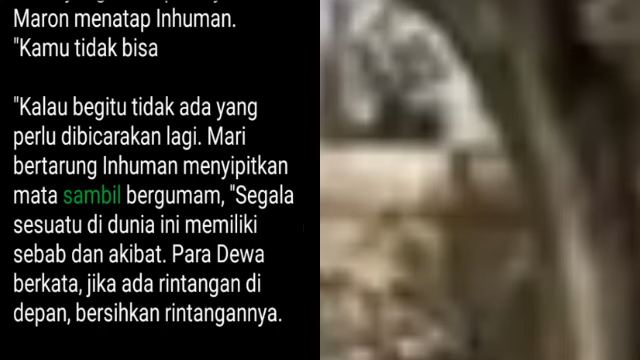 Maron menatap Inhuman.
"Kamu tidak bisa
"Kalau begitu tidak ada yang
perlu dibicarakan lagi. Mari
bertarung Inhuman menyipitkan
mata sambil bergumam, "Segala
sesuatu di dunia ini memiliki
sebab dan akibat. Para Dewa
berkata, jika ada rintangan di
depan, bersihkan rintangannya.